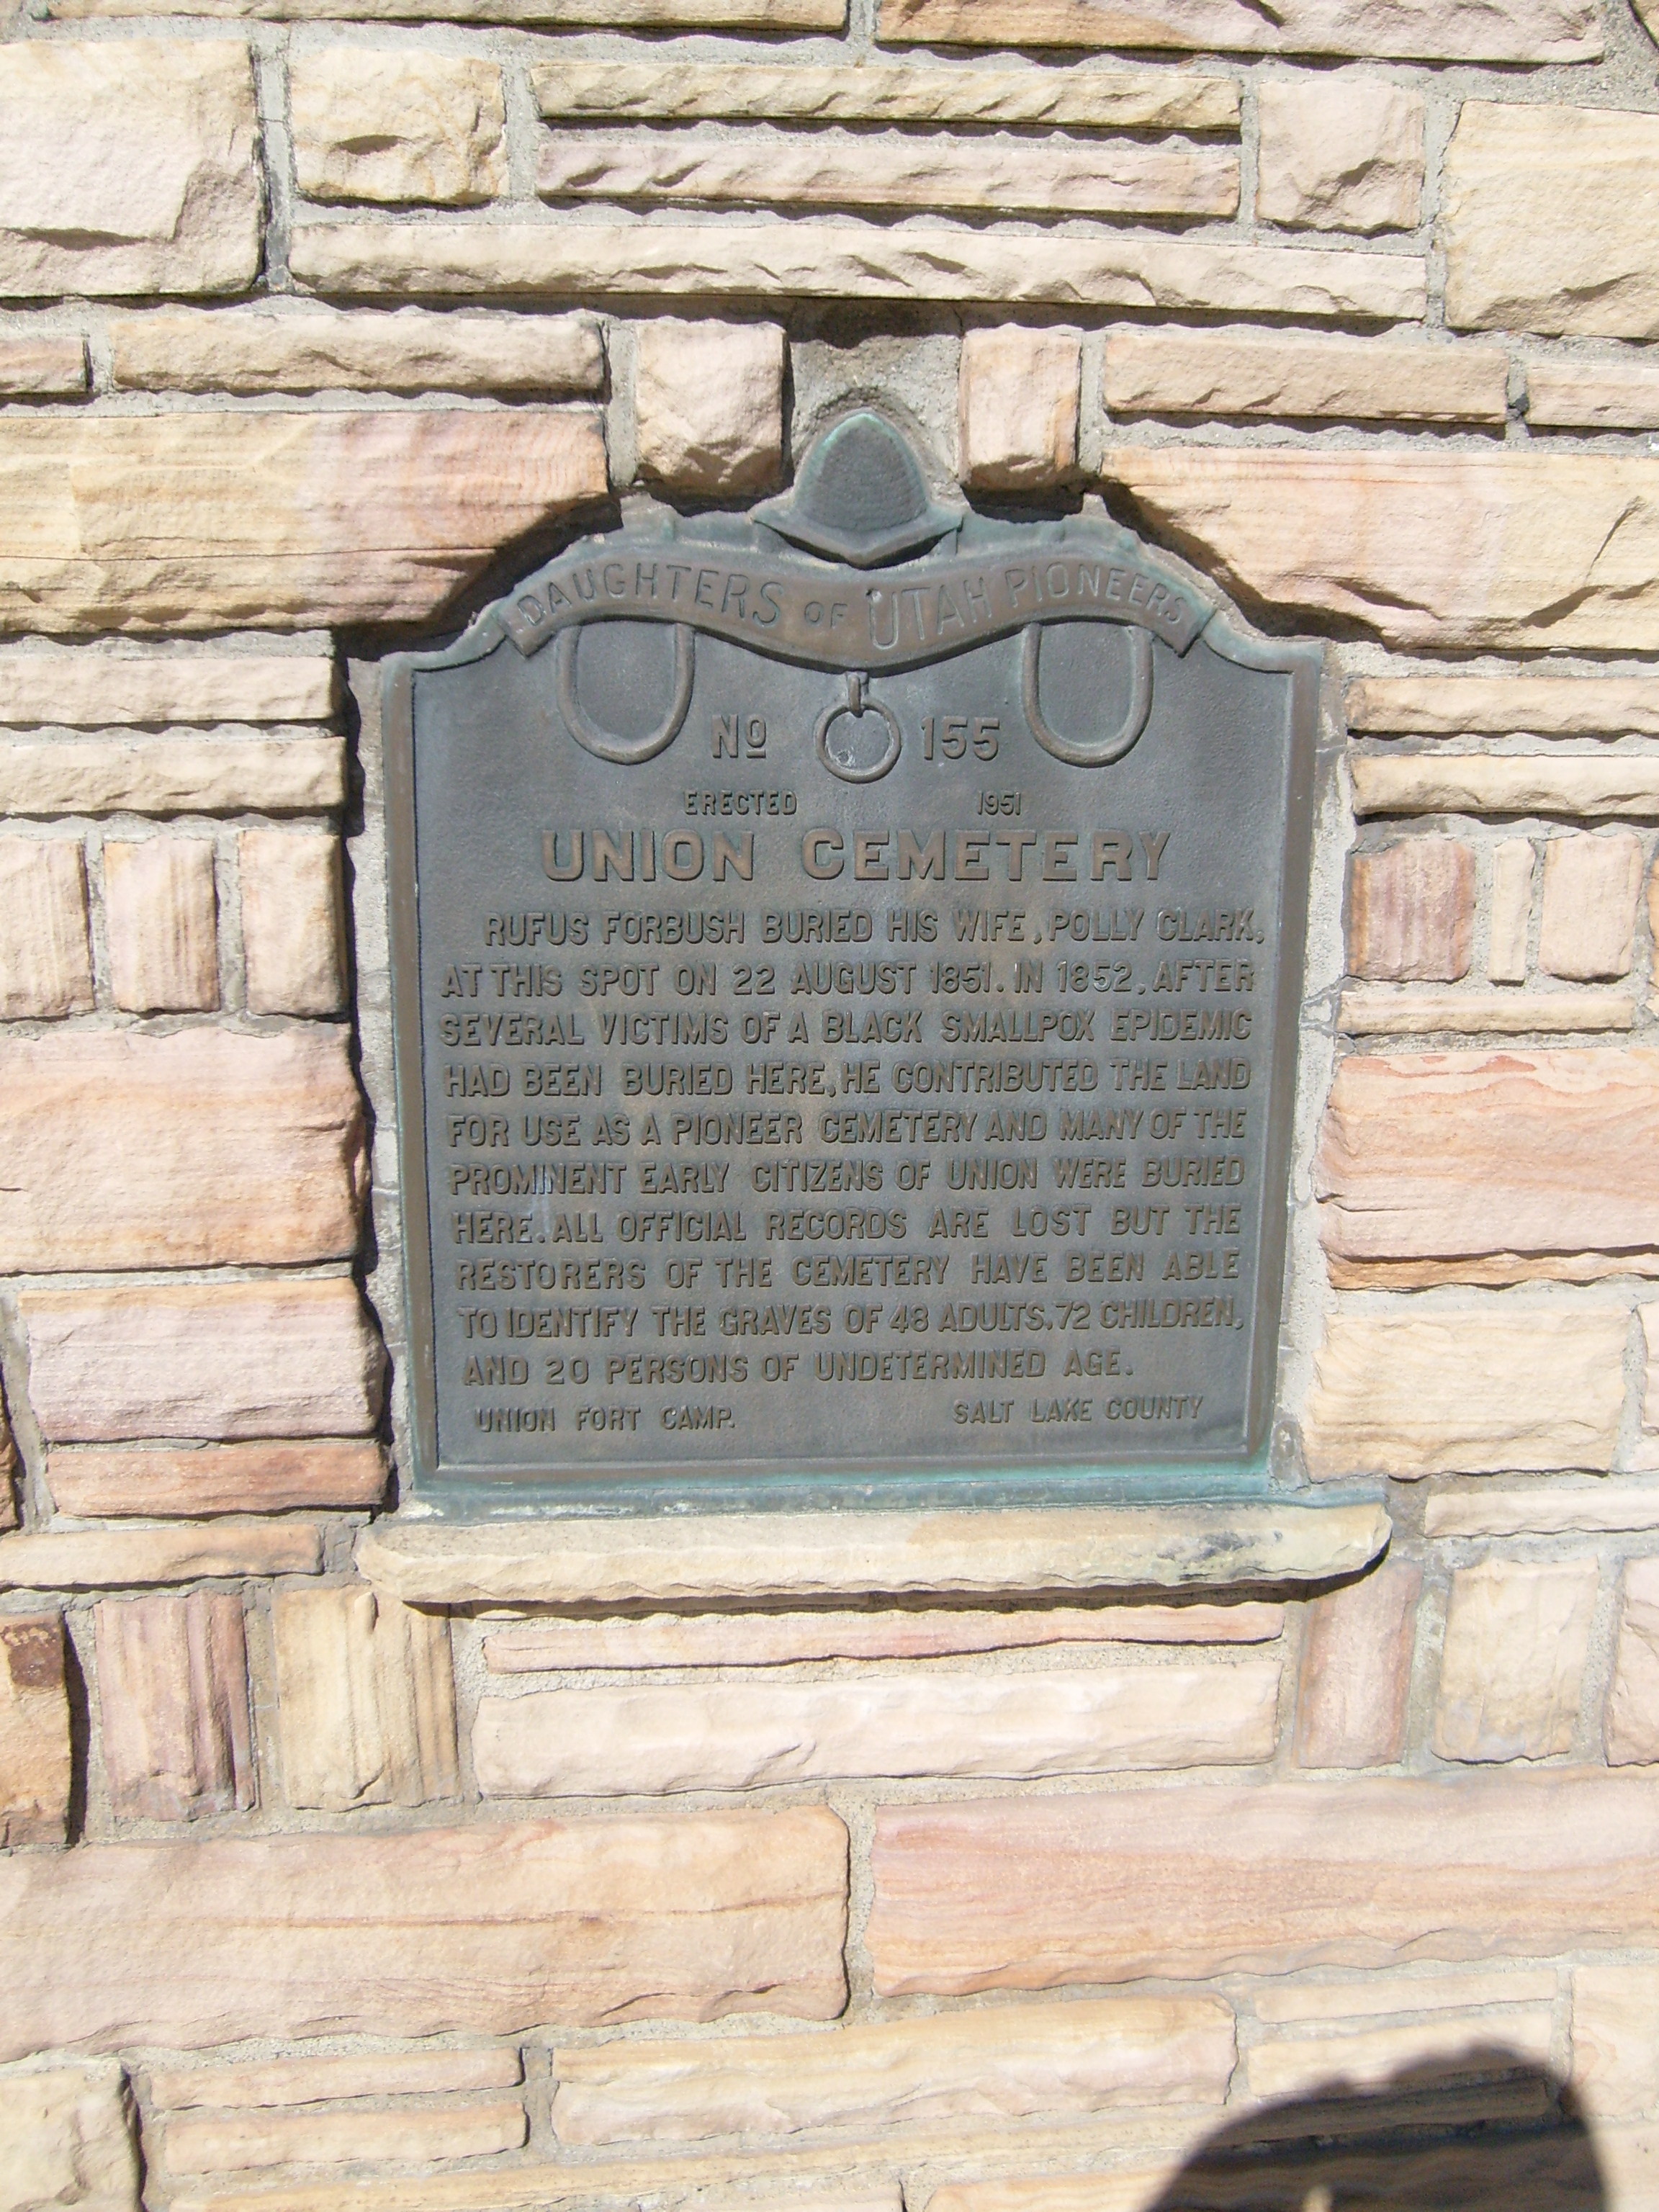 DAUGHTERS OF UTAH PIONEERS
No 155
ERECTED 1951
UNION CEMETERY
RUFUS FORBUSH BURIED HIS WIFE, POLLY CLARK,
AT THIS SPOT ON 22 AUGUST 1851. IN 1852, AFTER
SEVERAL VICTIMS OF A BLACK SMALLPOX EPIDEMIC
HAD BEEN BURIED HERE, HE CONTRIBUTED THE LAND
FOR USE AS A PIONEER CEMETERY AND MANY OF THE
PROMINENT EARLY CITIZENS OF UNION WERE BURIED
HERE. ALL OFFICIAL RECORDS ARE LOST BUT THE
RESTORERS OF THE CEMETERY HAVE BEEN ABLE
TO IDENTIFY THE GRAVES OF 48 ADULTS. 72 CHILDREN,
AND 20 PERSONS OF UNDETERMINED AGE.
UNION FORT CAMP. SALT LAKE COUNTY